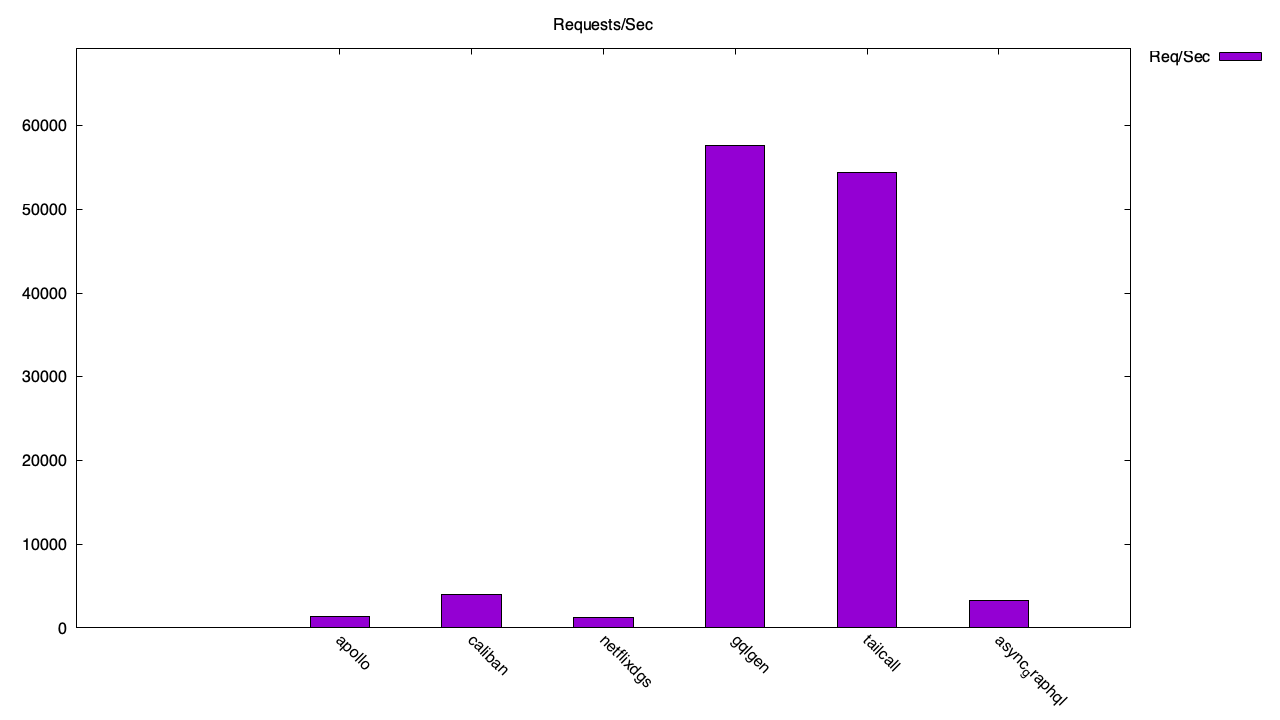 Requests/Sec
Req/Sec
60000
50000
40000
30000
20000
10000
0
apollo
caliban
netflixdgs
gqlgen
tailcall
async_graphql